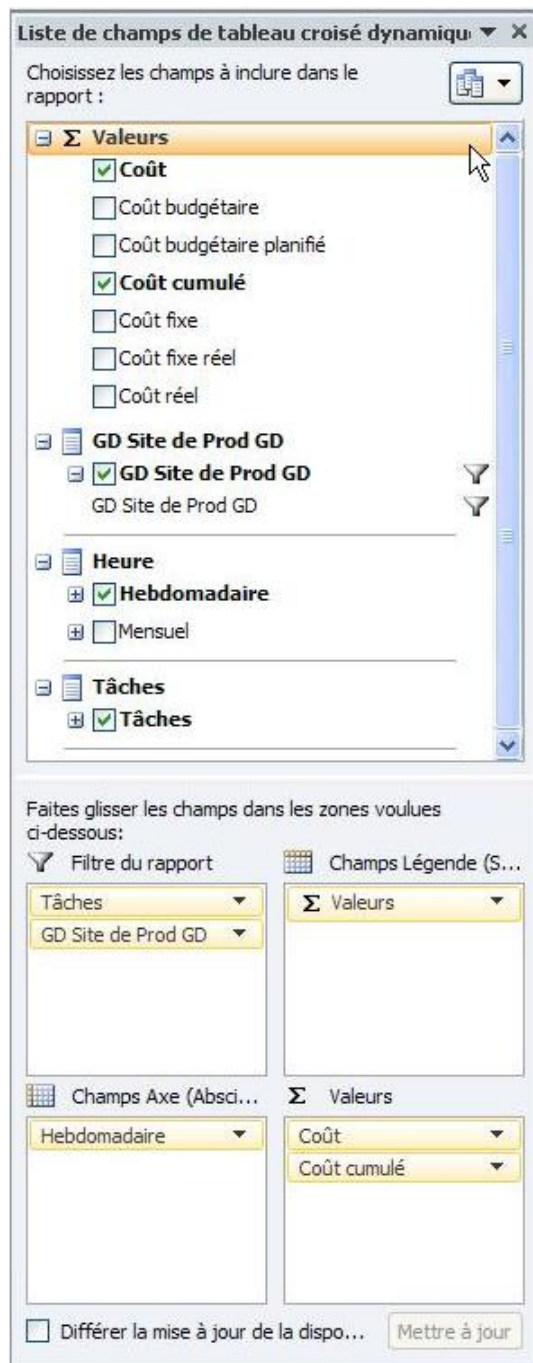 Liste de champs de tableau croisé dynamiqu
Choisissez les champs à inclure dans le
rapport :
Σ Valeurs
Coût
Coût budgétaire
Coût budgétaire planifié
Coût cumulé
Coût fixe
Coût fixe réel
Coût réel
GD Site de Prod GD
GD Site de Prod GD
GD Site de Prod GD
Heure
Hebdomadaire
Mensuel
Tâches
Tâches
Faites glisser les champs dans les zones voulues
ci-dessous:
Filtre du rapport
Champs Légende (S...
Tâches
GD Site de Prod GD
Σ Valeurs
Champs Axe (Absci...
Σ Valeurs
Hebdomadaire
Coût
Coût cumulé
Différer la mise à jour de la dispo...
Mettre à jour